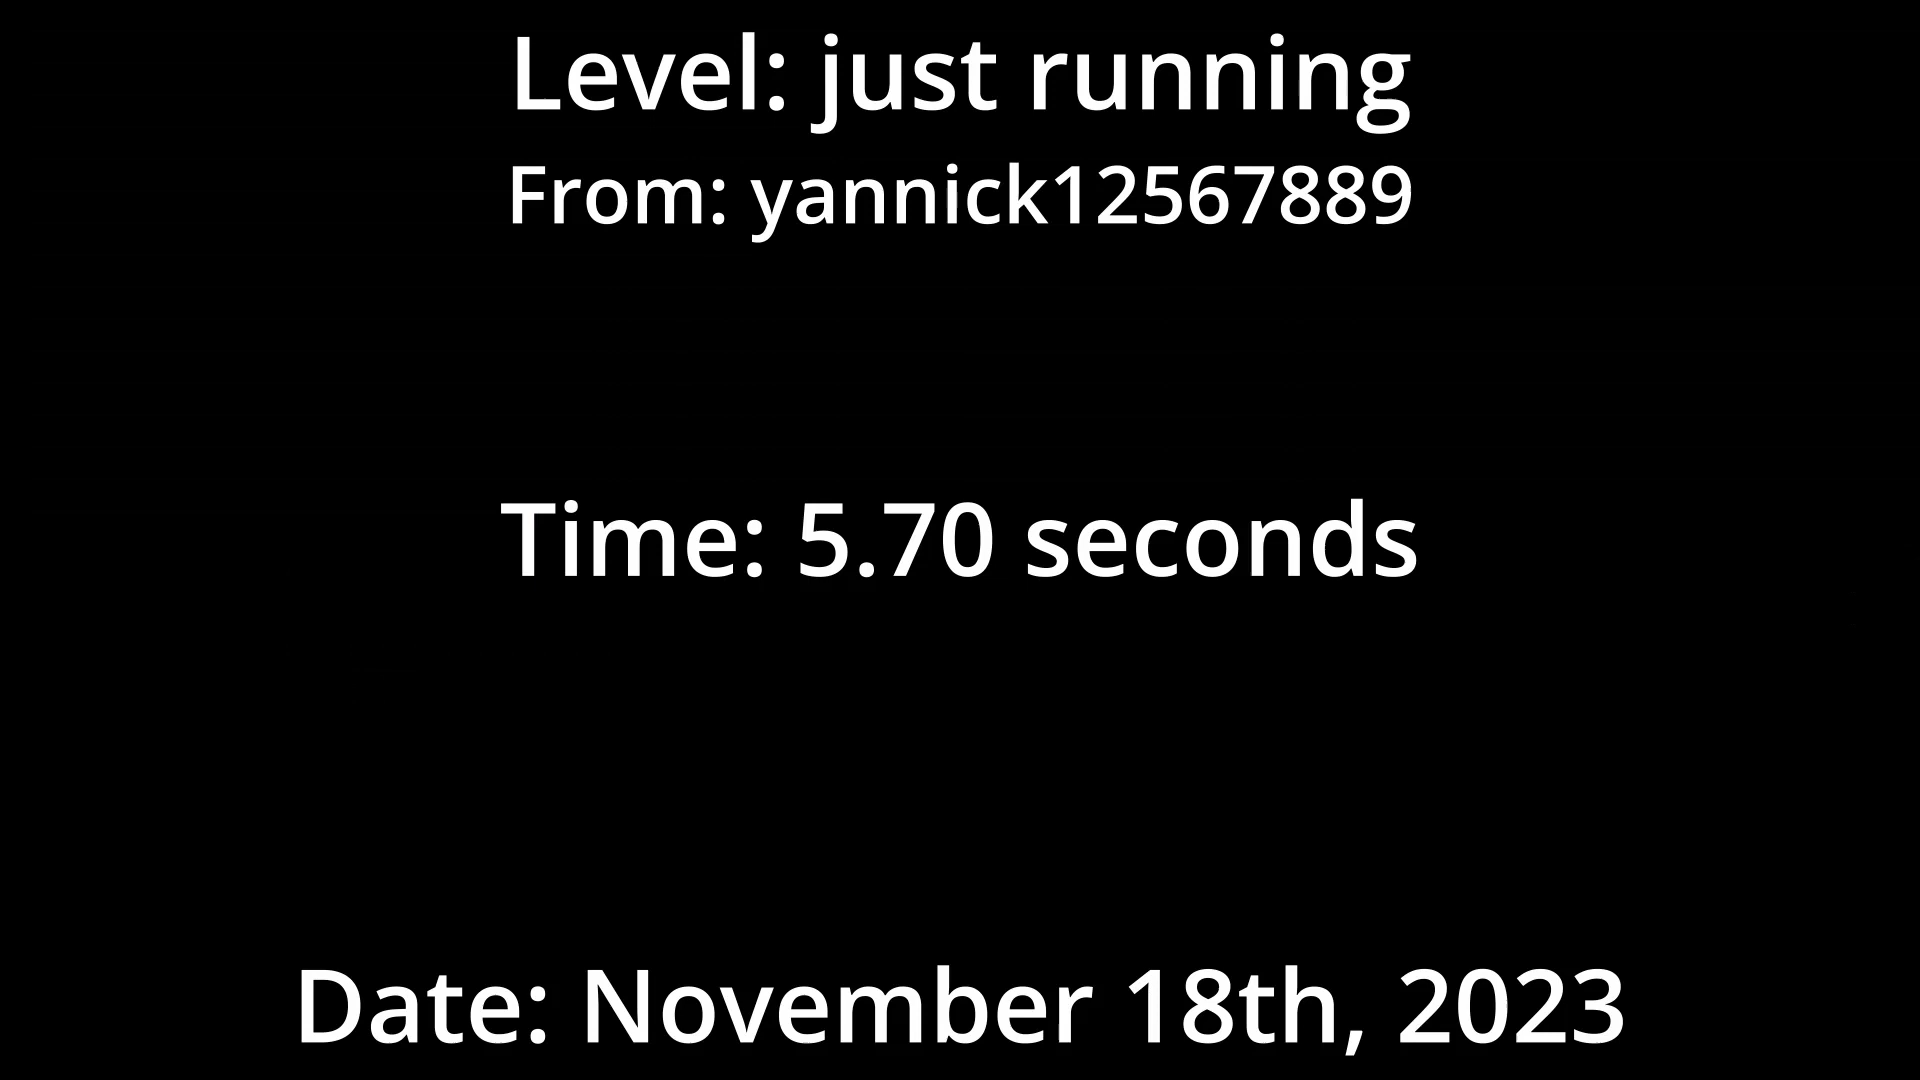 Level: just running
From: yannick12567889
Time: 5.70 seconds
Date: November 18th, 2023